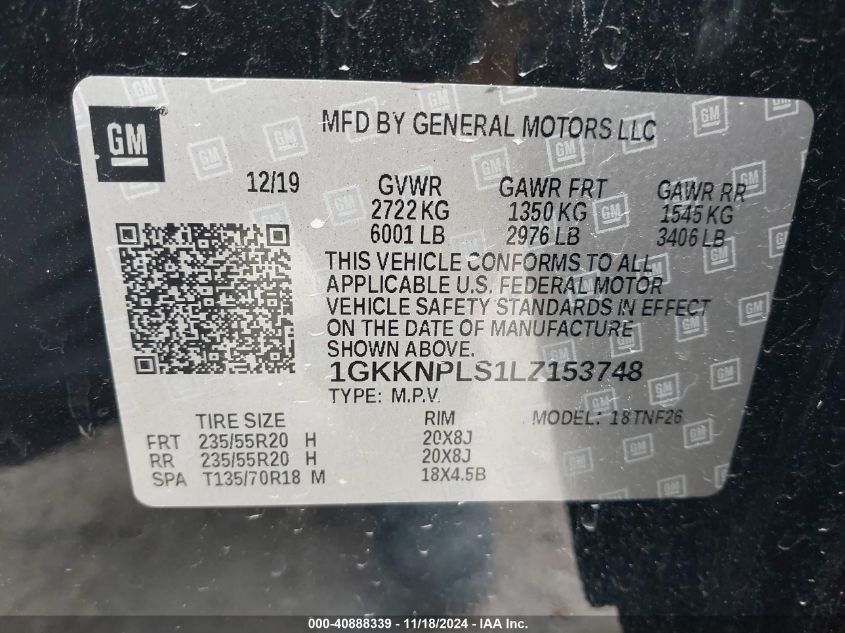 GM
MFD BY GENERAL MOTORS LLC
12/19 GVWR GAWR FRT GAWR RR
2722 KG 1350 KG 1545 KG
6001 LB 2976 LB 3406 LB
THIS VEHICLE CONFORMS TO ALL
APPLICABLE U.S. FEDERAL MOTOR
VEHICLE SAFETY STANDARDS IN EFFECT
ON THE DATE OF MANUFACTURE
SHOWN ABOVE.
1GKKNPLS1LZ153748
TYPE: M.P.V.
TIRE SIZE RIM MODEL: 18TNF26
FRT 235/55R20 H 20X8J
RR 235/55R20 H 20X8J
SPA T135/70R18 M 18X4.5B
000-40888339 - 11/18/2024 - IAA, Inc.